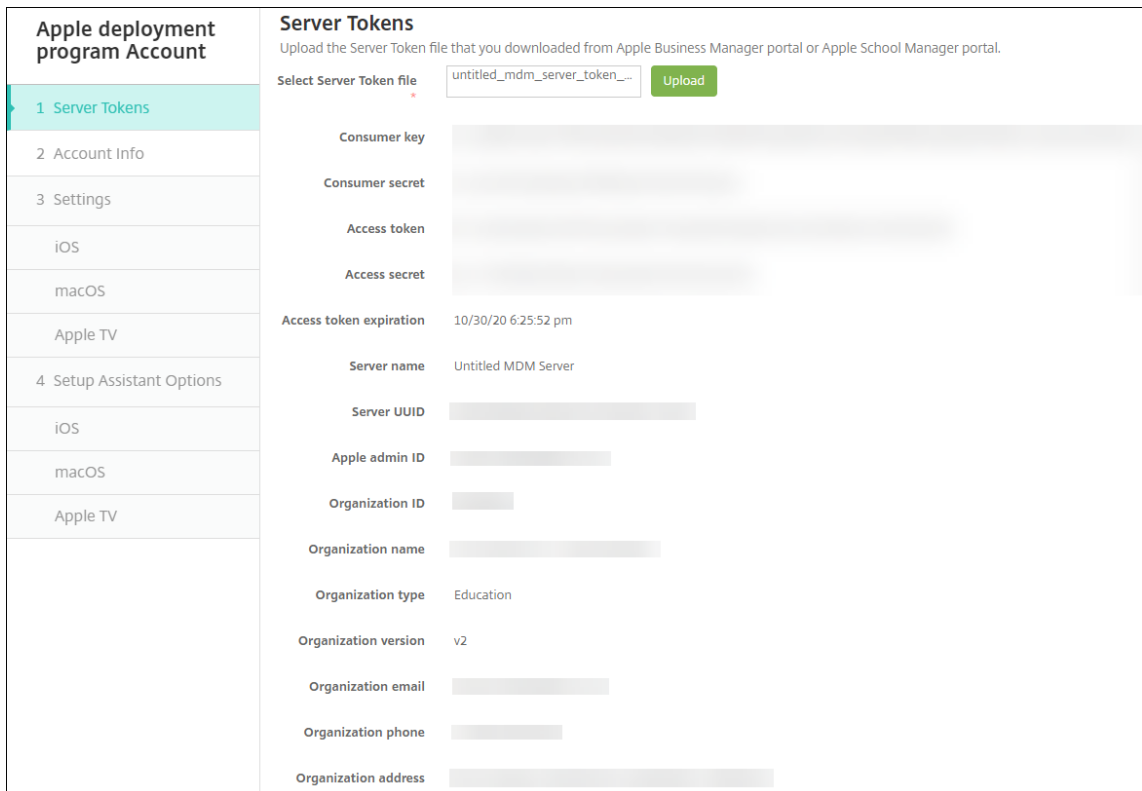 Apple deployment
program Account
1 Server Tokens
2 Account Info
3 Settings
iOS
macOS
Apple TV
4 Setup Assistant Options
iOS
macOS
Apple TV
Server Tokens
Upload the Server Token file that you downloaded from Apple Business Manager portal or Apple School Manager portal.
Select Server Token file untitled_mdm_server_token_... Upload
*
Consumer key
Consumer secret
Access token
Access secret
Access token expiration 10/30/20 6:25:52 pm
Server name Untitled MDM Server
Server UUID
Apple admin ID
Organization ID
Organization name
Organization type Education
Organization version v2
Organization email
Organization phone
Organization address